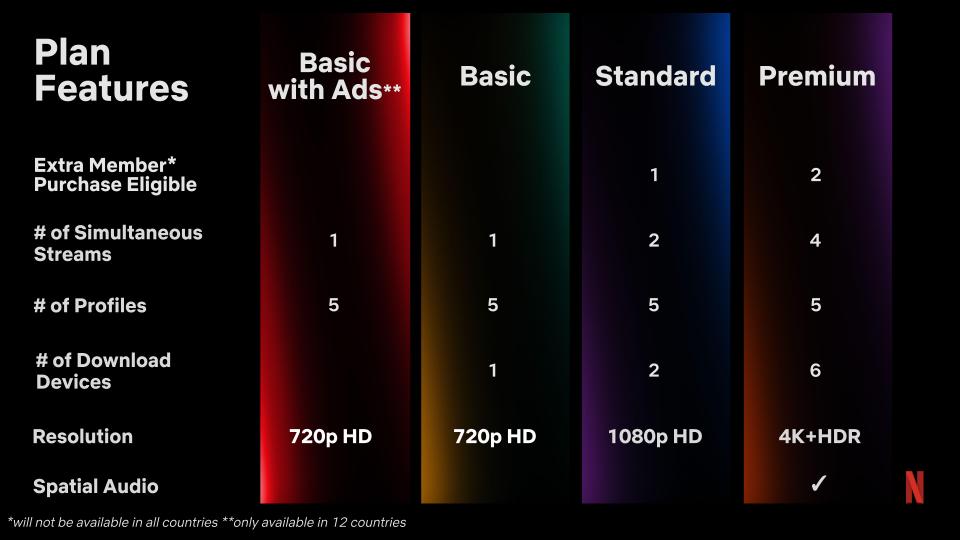 Plan
Features
Basic
with Ads**
Basic
Standard
Premium
Extra Member*
Purchase Eligible
1
2
# of Simultaneous
Streams
1
1
2
4
# of Profiles
5
5
5
5
# of Download
Devices
1
2
6
Resolution
720p HD
720p HD
1080p HD
4K+HDR
Spatial Audio
✓
N
*will not be available in all countries **only available in 12 countries